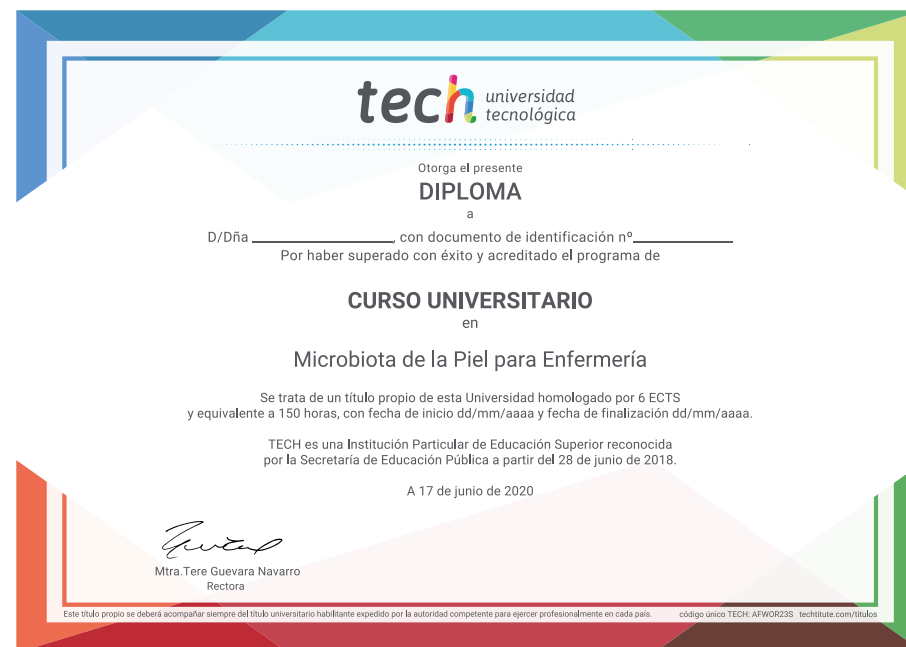 tech universidad
tecnológica
Otorga el presente
DIPLOMA
a
D/Dña ____________________, con documento de identificación nº______________
Por haber superado con éxito y acreditado el programa de
CURSO UNIVERSITARIO
en
Microbiota de la Piel para Enfermería
Se trata de un título propio de esta Universidad homologado por 6 ECTS
y equivalente a 150 horas, con fecha de inicio dd/mm/aaaa y fecha de finalización dd/mm/aaaa.
TECH es una Institución Particular de Educación Superior reconocida
por la Secretaría de Educación Pública a partir del 28 de junio de 2018.
A 17 de junio de 2020
Mtra.Tere Guevara Navarro
Rectora
Este título propio se deberá acompañar siempre del título universitario habilitante expedido por la autoridad competente para ejercer profesionalmente en cada país. código único TECH: AFWOR23S techtitute.com/títulos